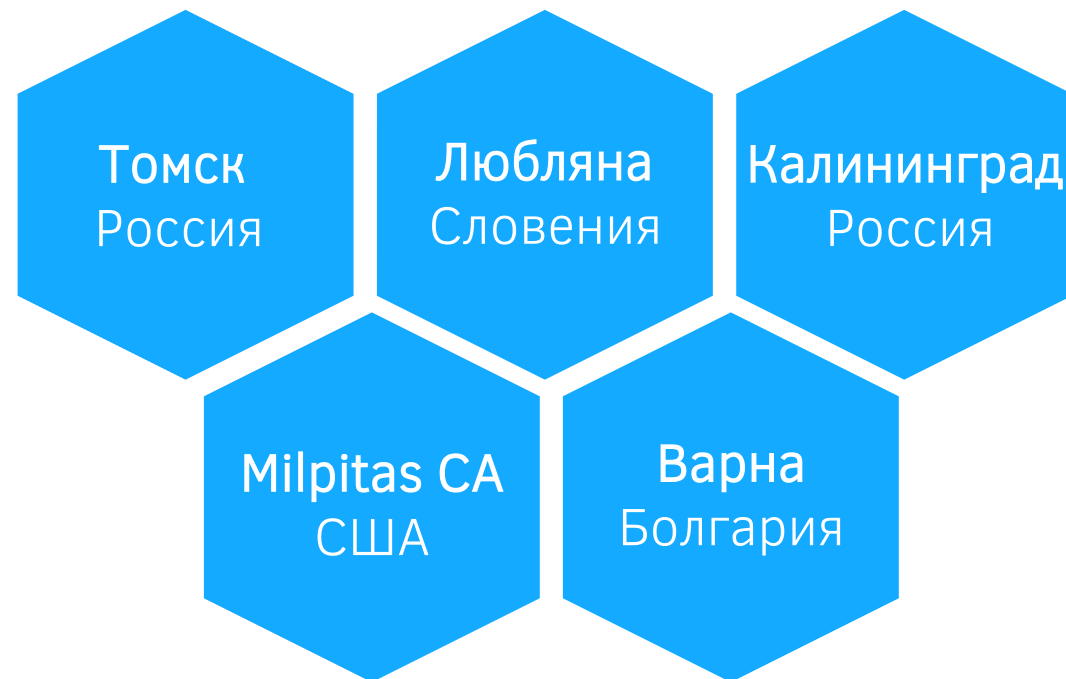 Томск
Россия
Любляна
Словения
Калининград
Россия
Milpitas CA
США
Варна
Болгария